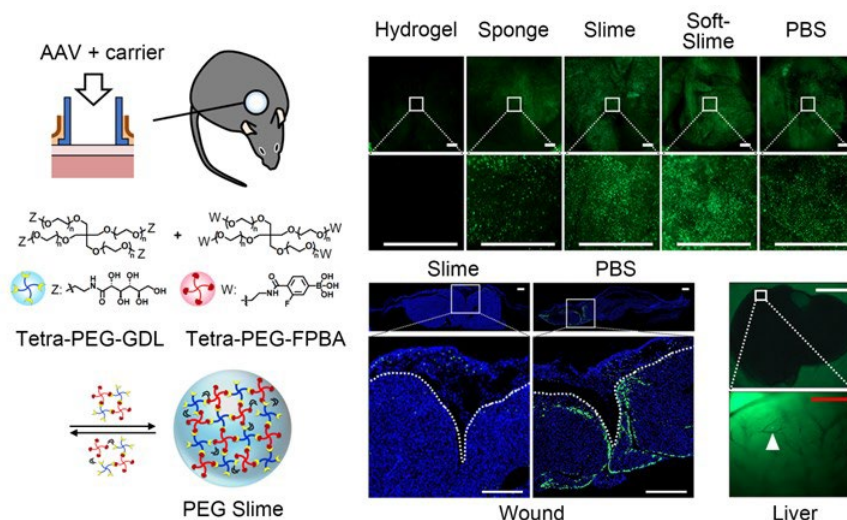 AAV + carrier
Hydrogel
Sponge
Slime
Soft-
Slime
PBS
Z
O
n
Z
Z
Z
+
W
O
n
W
W
W
Z:
H
N
O
OH
OH
OH
OH
OH
W:
O
N
H
F
OH
B
OH
Tetra-PEG-GDL
Tetra-PEG-FPBA
PEG Slime
Slime
PBS
Wound
Liver